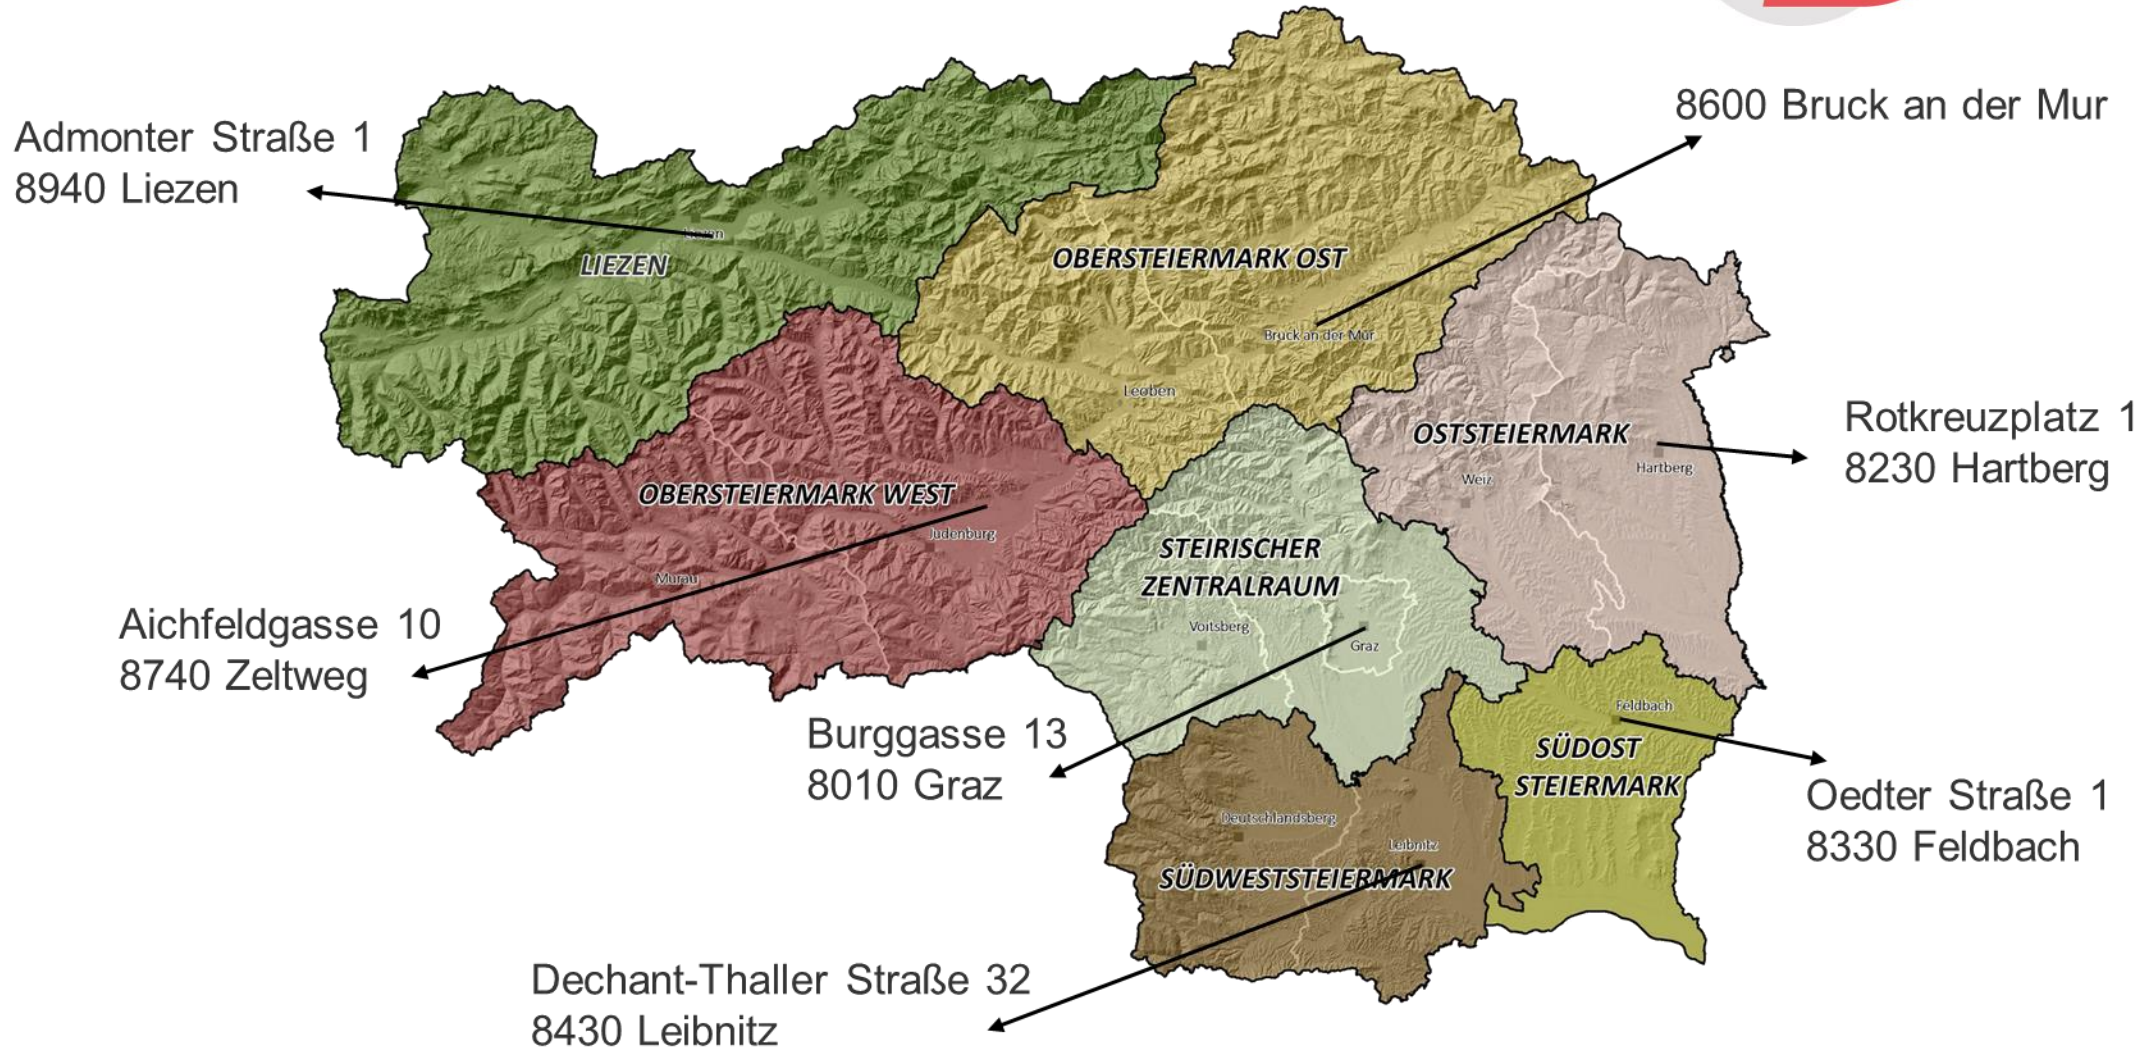 8600 Bruck an der Mur
Admonter Straße 1
8940 Liezen
Liezen
LIEZEN
OBERSTEIERMARK OST
Bruck an der Mur
Leoben
Rotkreuzplatz 1
8230 Hartberg
OSTSTEIERMARK
Hartberg
Weiz
OBERSTEIERMARK WEST
Judenburg
Murau
STEIRISCHER
ZENTRALRAUM
Voitsberg
Graz
Aichfeldgasse 10
8740 Zeltweg
Burggasse 13
8010 Graz
Feldbach
SÜDOST
STEIERMARK
Oedter Straße 1
8330 Feldbach
Deutschlandsberg
Leibnitz
SÜDWESTSTEIERMARK
Dechant-Thaller Straße 32
8430 Leibnitz